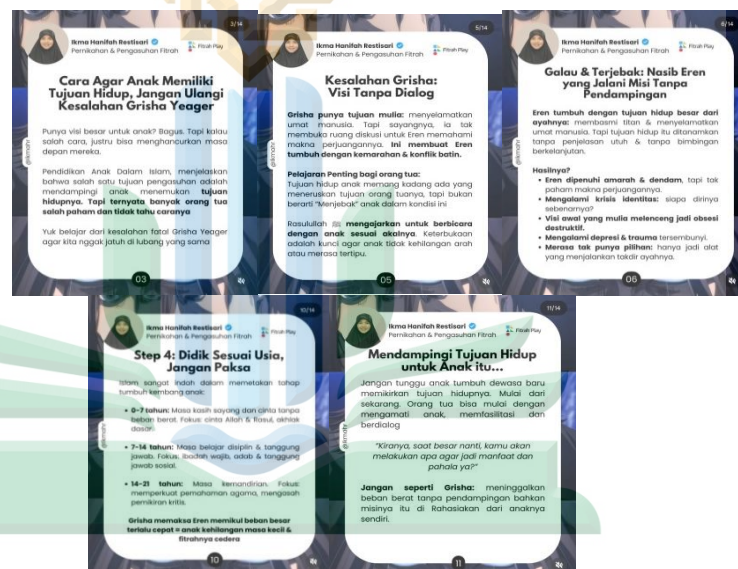 3/14
Ikma Hanifah Restisari
Pernikahan & Pengasuhan Fitrah
Fitrah Play
Cara Agar Anak Memiliki
Tujuan Hidup, Jangan Ulangi
Kesalahan Grisha Yeager
Punya visi besar untuk anak? Bagus. Tapi kalau
salah cara, justru bisa menghancurkan masa
depan mereka.
Pendidikan Anak Dalam Islam, menjelaskan
bahwa salah satu tujuan pengasuhan adalah
mendampingi anak menemukan tujuan
hidupnya. Tapi ternyata banyak orang tua
salah paham dan tidak tahu caranya
Yuk belajar dari kesalahan fatal Grisha Yeager
agar kita nggak jatuh di lubang yang sama
@ikmahr
03
5/14
Ikma Hanifah Restisari
Pernikahan & Pengasuhan Fitrah
Fitrah Play
Kesalahan Grisha:
Visi Tanpa Dialog
Grisha punya tujuan mulia: menyelamatkan
umat manusia. Tapi sayangnya, ia tak
membuka ruang diskusi untuk Eren memahami
makna perjuangannya. Ini membuat Eren
tumbuh dengan kemarahan & konflik batin.
Pelajaran Penting bagi orang tua:
Tujuan hidup anak memang kadang ada yang
meneruskan tujuan orang tuanya, tapi bukan
berarti "Menjebak" anak dalam kondisi ini
Rasulullah ﷺ mengajarkan untuk berbicara
dengan anak sesuai akalnya. Keterbukaan
adalah kunci agar anak tidak kehilangan arah
atau merasa tertipu.
@ikmahr
05
6/14
Ikma Hanifah Restisari
Pernikahan & Pengasuhan Fitrah
Fitrah Play
Galau & Terjebak: Nasib Eren
yang Jalani Misi Tanpa
Pendampingan
Eren tumbuh dengan tujuan hidup besar dari
ayahnya: membasmi titan & menyelamatkan
umat manusia. Tapi tujuan hidup itu ditanamkan
tanpa penjelasan utuh & tanpa bimbingan
berkelanjutan.
Hasilnya?
• Eren dipenuhi amarah & dendam, tapi tak
paham makna perjuangannya.
• Mengalami krisis identitas: siapa dirinya
sebenarnya?
• Visi awal yang mulia melenceng jadi obsesi
destruktif.
• Mengalami depresi & trauma tersembunyi.
• Merasa tak punya pilihan: hanya jadi alat
yang menjalankan takdir ayahnya.
@ikmahr
06
10/14
Ikma Hanifah Restisari
Pernikahan & Pengasuhan Fitrah
Fitrah Play
Step 4: Didik Sesuai Usia,
Jangan Paksa
Islam sangat indah dalam memetakan tahap
tumbuh kembang anak:
• 0-7 tahun: Masa kasih sayang dan cinta tanpa
beban berat. Fokus: cinta Allah & Rasul, akhlak
dasar.
• 7-14 tahun: Masa belajar disiplin & tanggung
jawab. Fokus: ibadah wajib, adab & tanggung
jawab sosial.
• 14-21 tahun: Masa kemandirian. Fokus:
memperkuat pemahaman agama, mengasah
pemikiran kritis.
Grisha memaksa Eren memikul beban besar
terlalu cepat = anak kehilangan masa kecil &
fitrahnya cedera
@ikmahr
10
11/14
Ikma Hanifah Restisari
Pernikahan & Pengasuhan Fitrah
Fitrah Play
Mendampingi Tujuan Hidup
untuk Anak itu...
Jangan tunggu anak tumbuh dewasa baru
memikirkan tujuan hidupnya. Mulai dari
sekarang. Orang tua bisa mulai dengan
mengamati anak, memfasilitasi dan
berdialog
"Kiranya, saat besar nanti, kamu akan
melakukan apa agar jadi manfaat dan
pahala ya?"
Jangan seperti Grisha: meninggalkan
beban berat tanpa pendampingan bahkan
misinya itu di Rahasiakan dari anaknya
sendiri.
@ikmahr
11